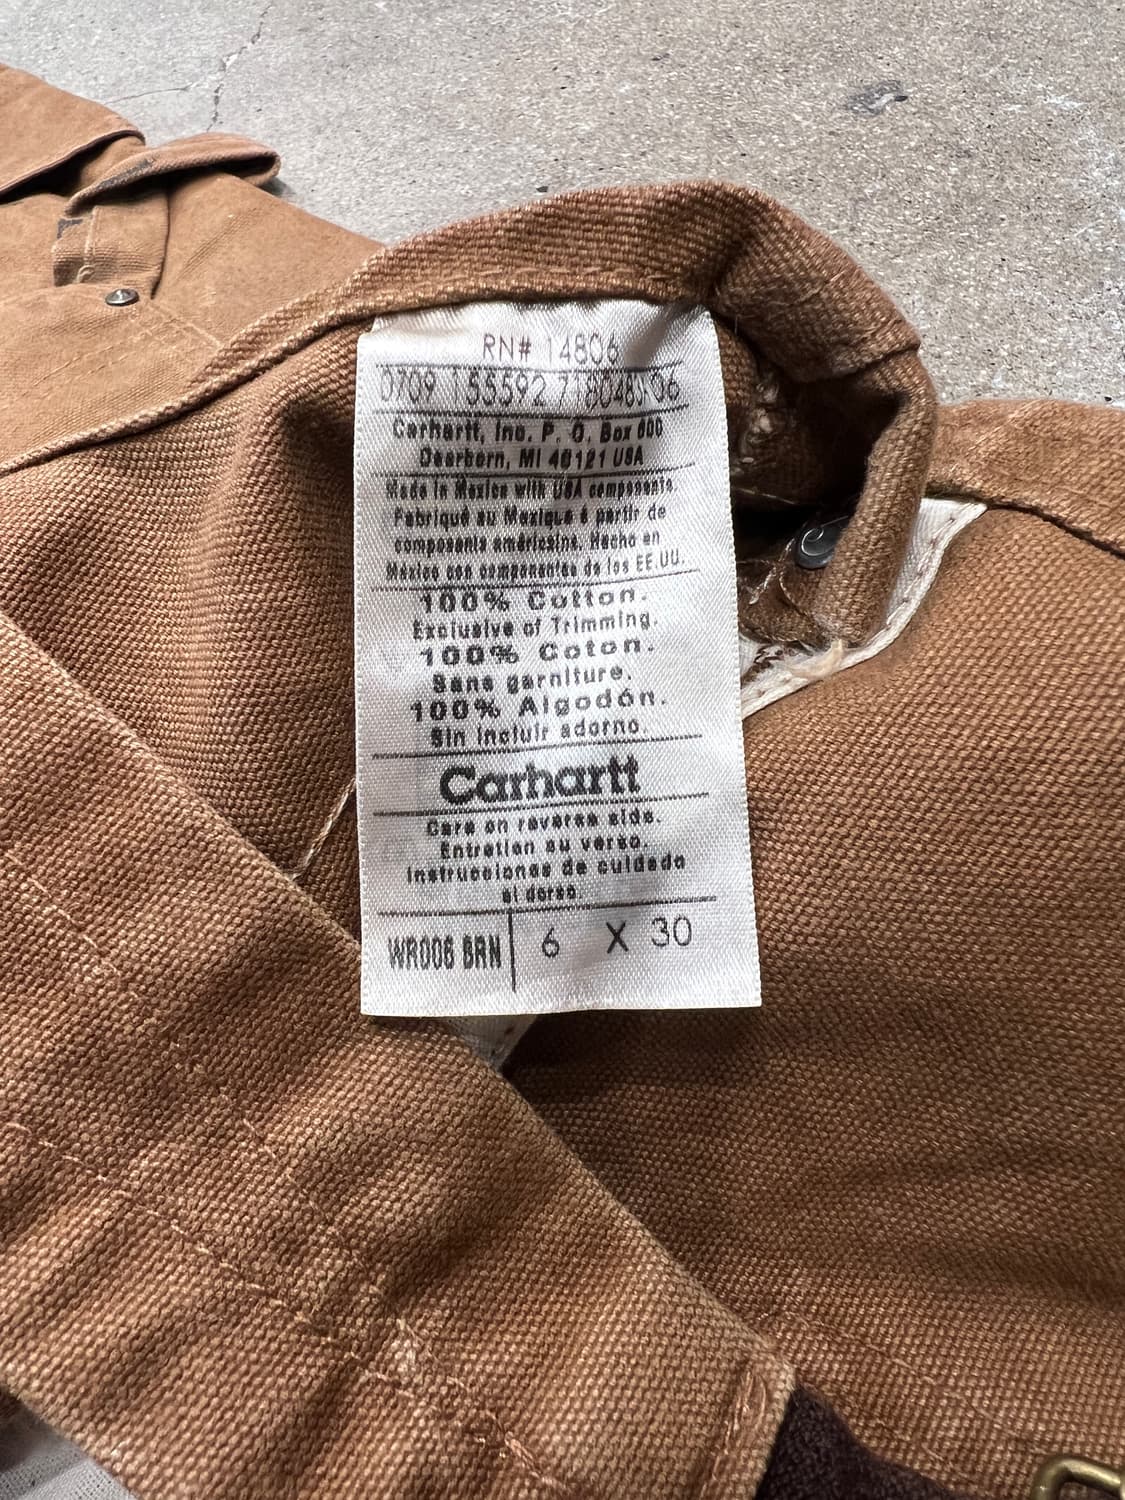 RN# 14806
0709 155592 7180483 06
Carhartt, Inc. P. O. Box 600
Dearborn, MI 48121 USA
Made in Mexico with USA components.
Fabriqué au Mexique à partir de
composants américains. Hecho en
Mexico con componentes de los EE.UU.
100% Cotton.
Exclusive of Trimming.
100% Coton.
Sans garniture.
100% Algodón.
Sin incluir adorno.
Carhartt
Care on reverse side.
Entretien au verso.
Instrucciones de cuidado
al dorso.
WR006 BRN 6 X 30